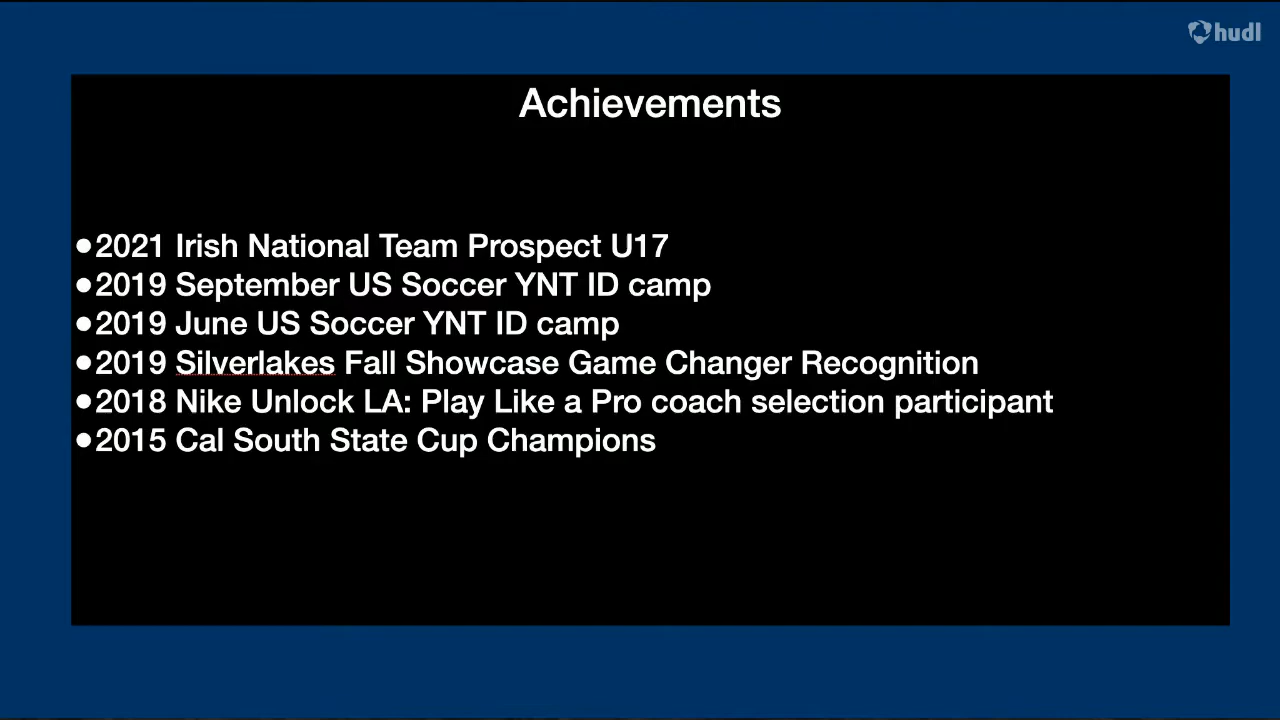 hudl
Achievements
●2021 Irish National Team Prospect U17
●2019 September US Soccer YNT ID camp
●2019 June US Soccer YNT ID camp
●2019 Silverlakes Fall Showcase Game Changer Recognition
●2018 Nike Unlock LA: Play Like a Pro coach selection participant
●2015 Cal South State Cup Champions